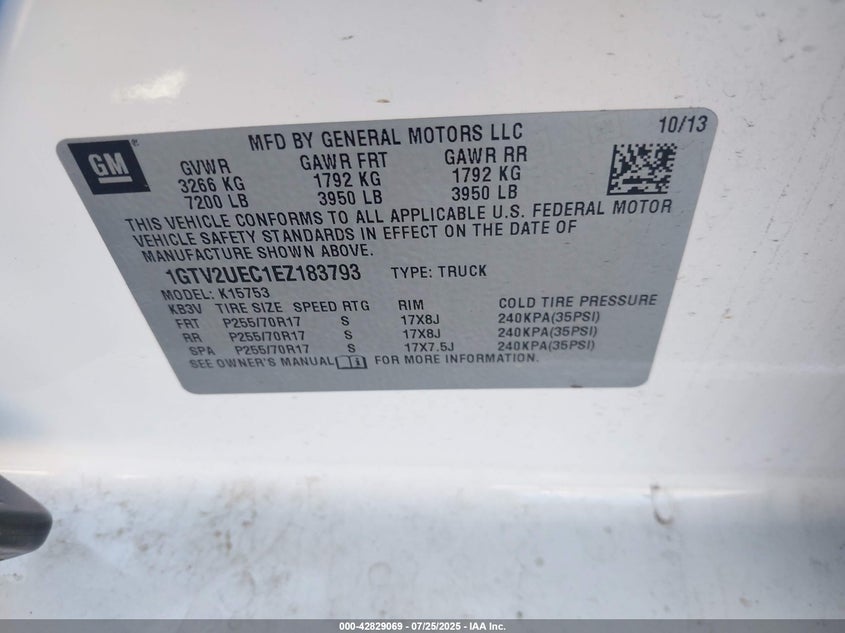 MFD BY GENERAL MOTORS LLC 10/13
GM
GVWR GAWR FRT GAWR RR
3266 KG 1792 KG 1792 KG
7200 LB 3950 LB 3950 LB
THIS VEHICLE CONFORMS TO ALL APPLICABLE U.S. FEDERAL MOTOR
VEHICLE SAFETY STANDARDS IN EFFECT ON THE DATE OF
MANUFACTURE SHOWN ABOVE.
1GTV2UEC1EZ183793 TYPE: TRUCK
MODEL: K15753
KB3V TIRE SIZE SPEED RTG RIM COLD TIRE PRESSURE
FRT P255/70R17 S 17X8J 240KPA(35PSI)
RR P255/70R17 S 17X8J 240KPA(35PSI)
SPA P255/70R17 S 17X7.5J 240KPA(35PSI)
SEE OWNER'S MANUAL FOR MORE INFORMATION.
000-42829069 - 07/25/2025 - IAA Inc.